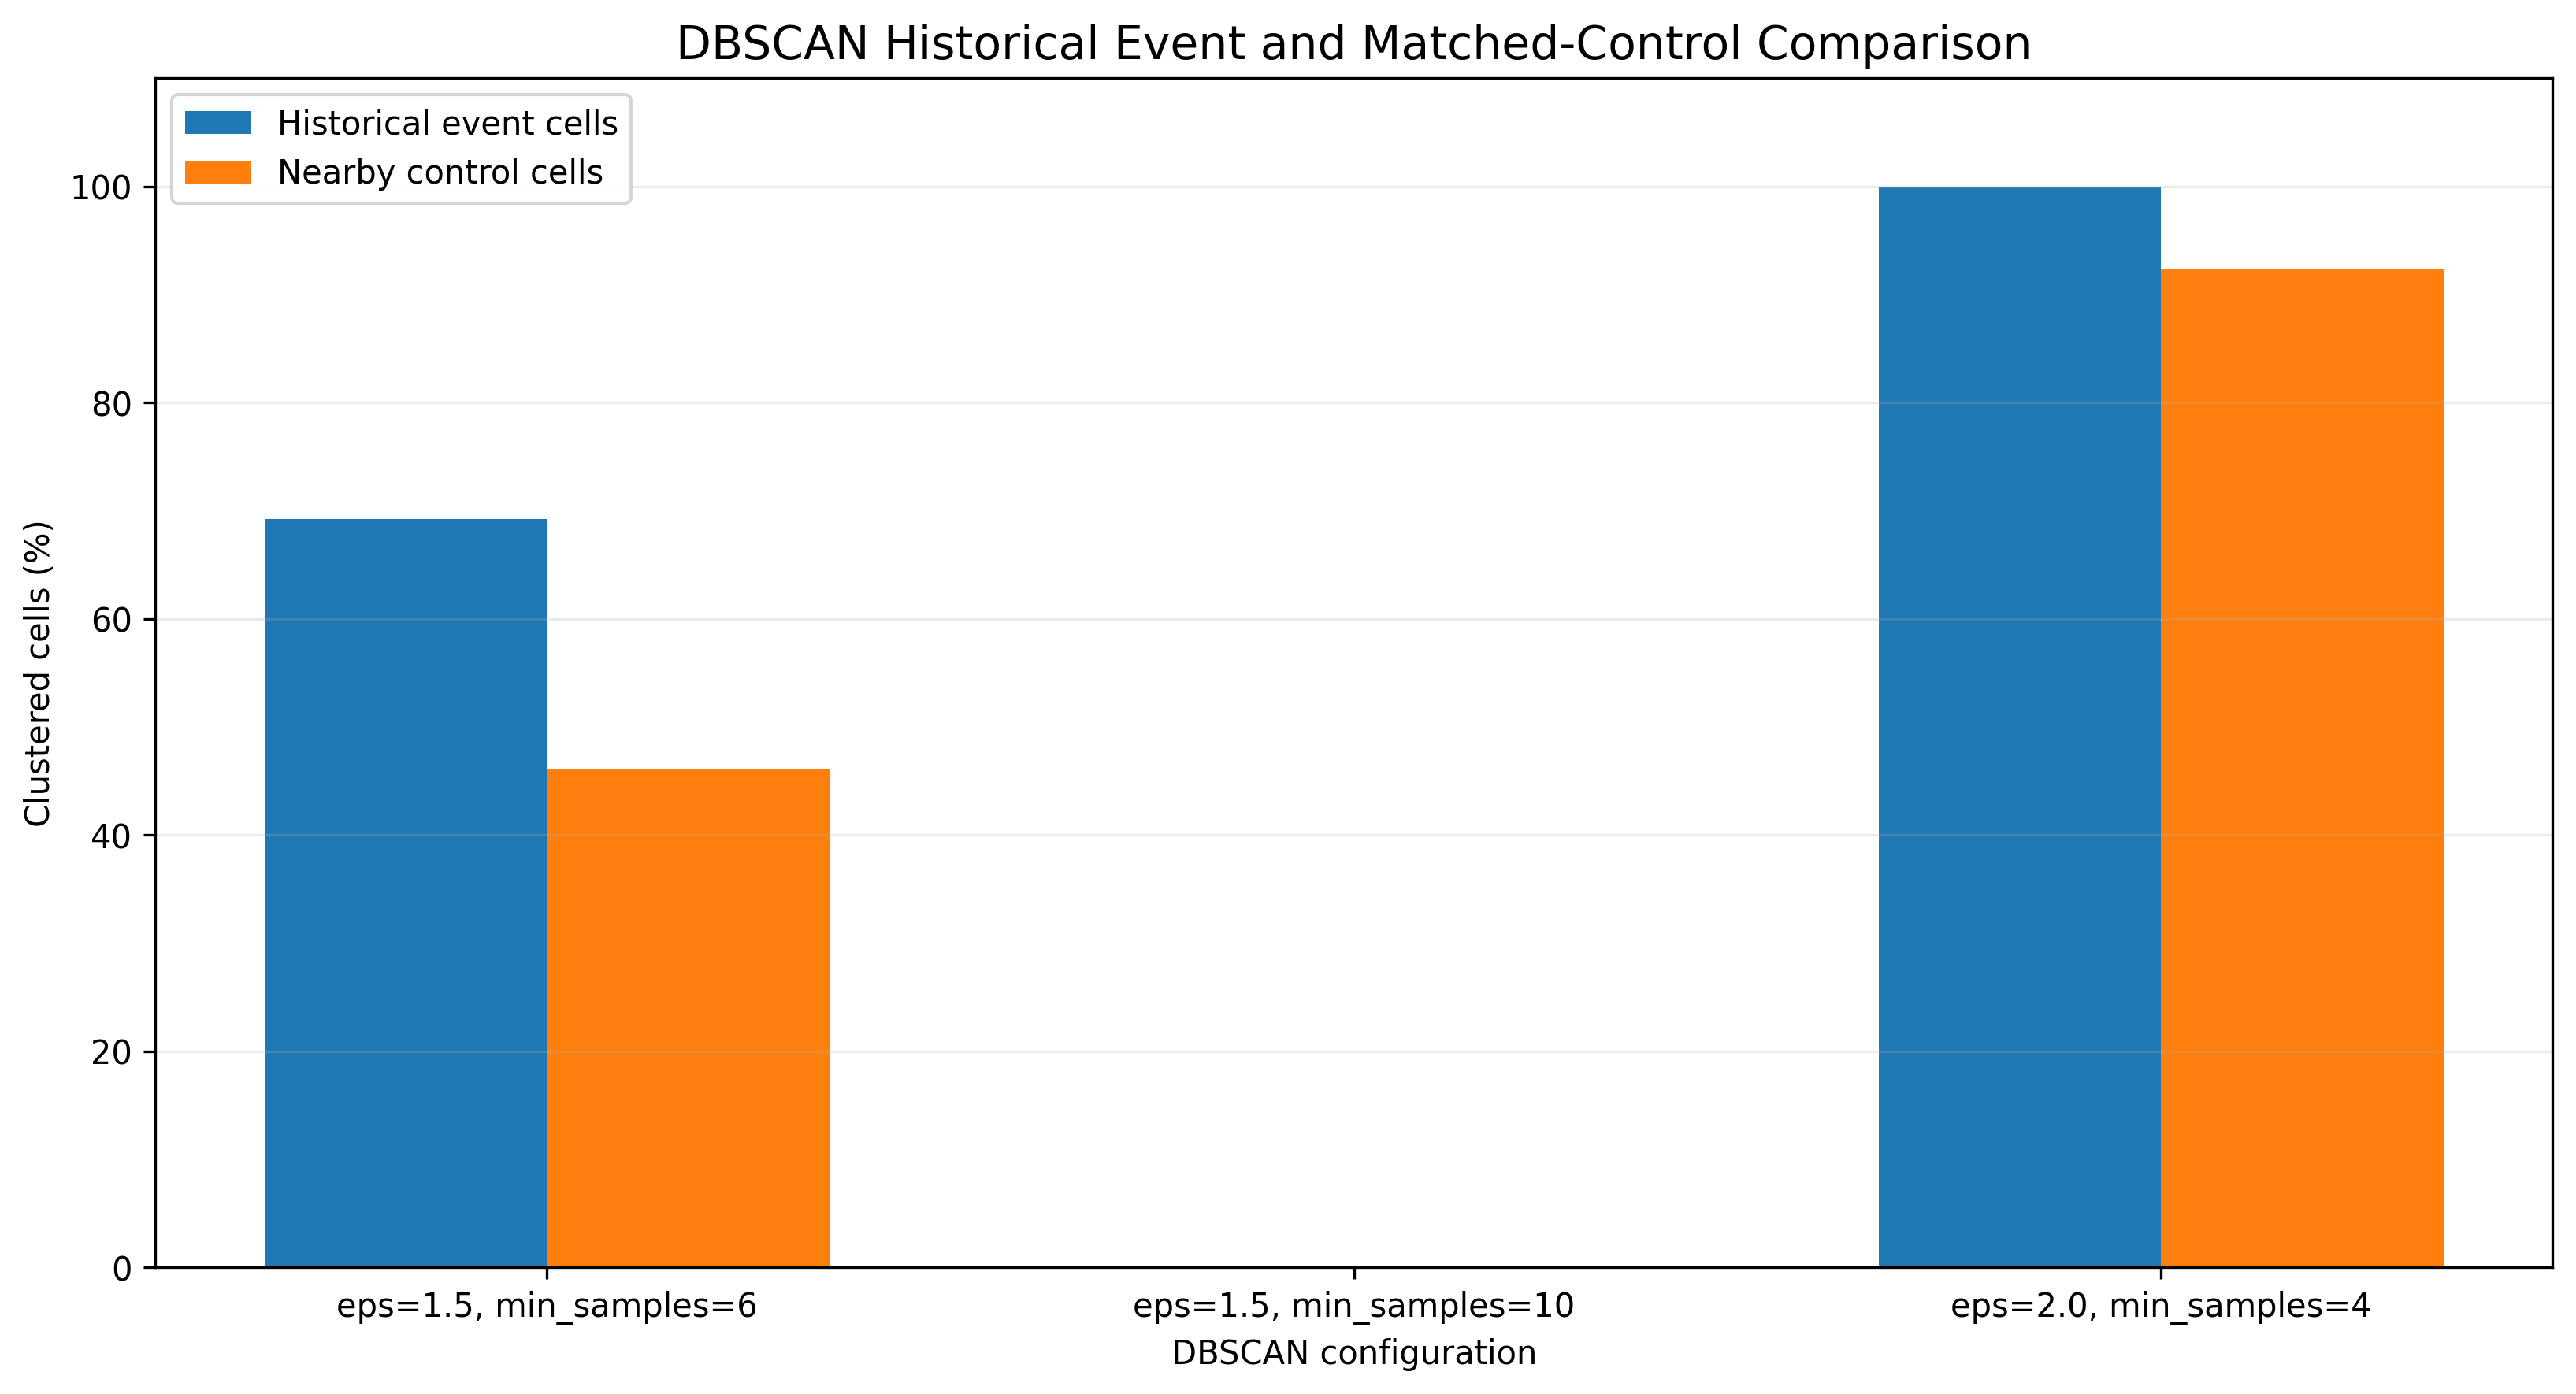 DBSCAN Historical Event and Matched-Control Comparison
Historical event cells
Nearby control cells
Clustered cells (%)
100
80
60
40
20
0
eps=1.5, min_samples=6
eps=1.5, min_samples=10
eps=2.0, min_samples=4
DBSCAN configuration